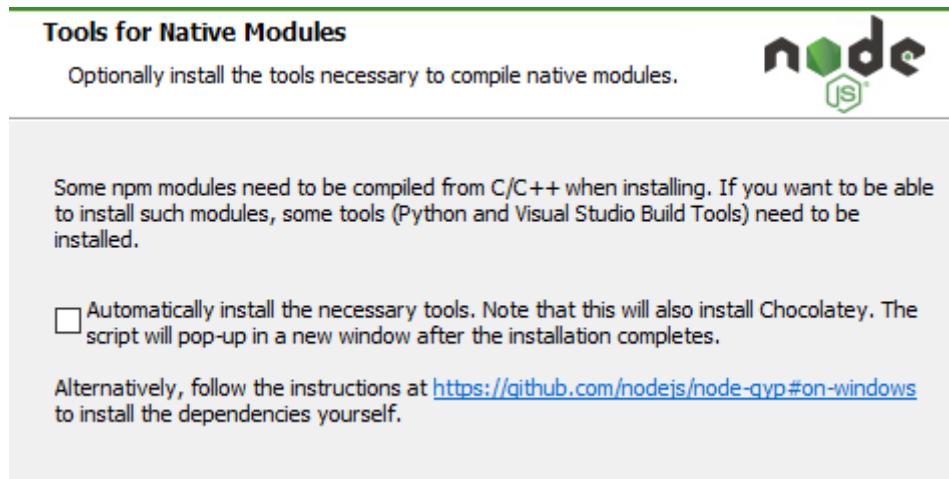 Tools for Native Modules
Optionally install the tools necessary to compile native modules.
node
JS
Some npm modules need to be compiled from C/C++ when installing. If you want to be able
to install such modules, some tools (Python and Visual Studio Build Tools) need to be
installed.
Automatically install the necessary tools. Note that this will also install Chocolatey. The
script will pop-up in a new window after the installation completes.
Alternatively, follow the instructions at https://github.com/nodejs/node-gyp#on-windows
to install the dependencies yourself.